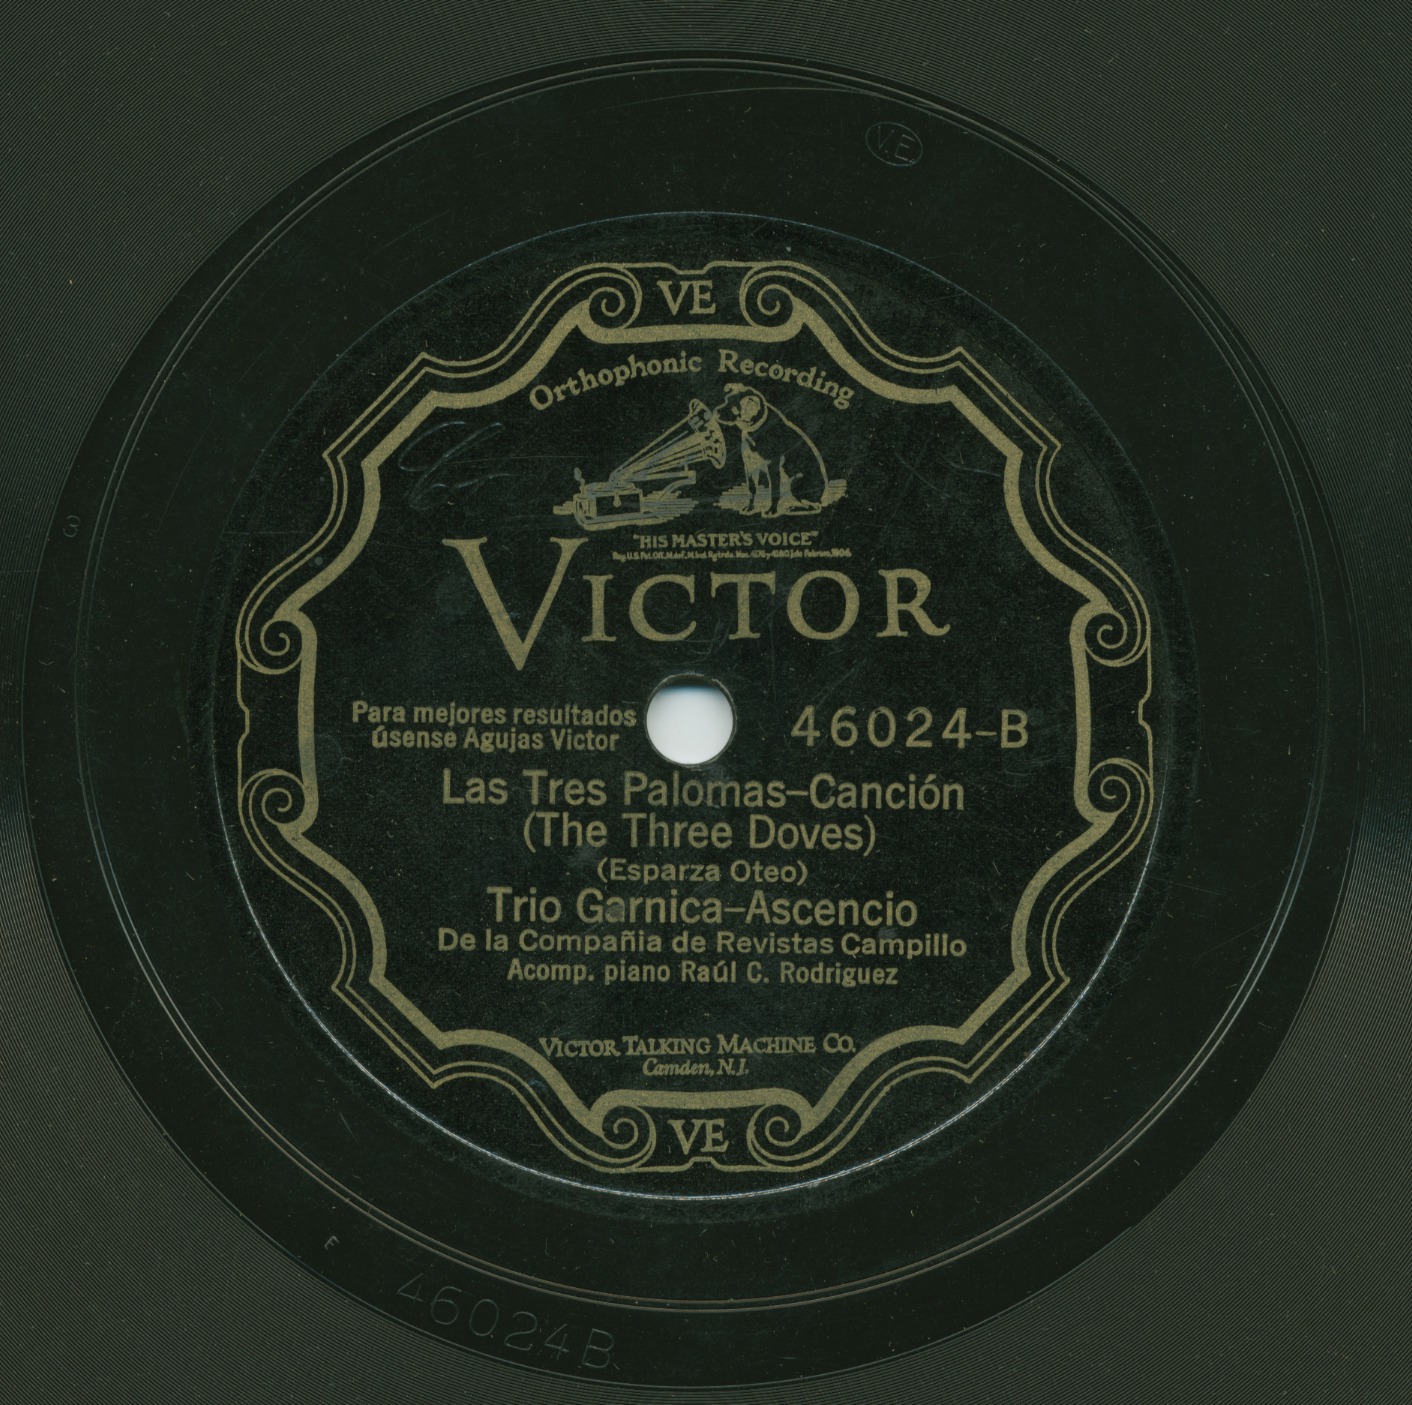 V.E.
VE
Orthophonic Recording
"HIS MASTER'S VOICE"
VICTOR
Para mejores resultados
úsense Agujas Victor
46024-B
Las Tres Palomas-Canción
(The Three Doves)
(Esparza Oteo)
Trio Garnica-Ascencio
De la Compañia de Revistas Campillo
Acomp. piano Raúl C. Rodriguez
VICTOR TALKING MACHINE CO.
Camden, N.J.
VE
3
F
46024B